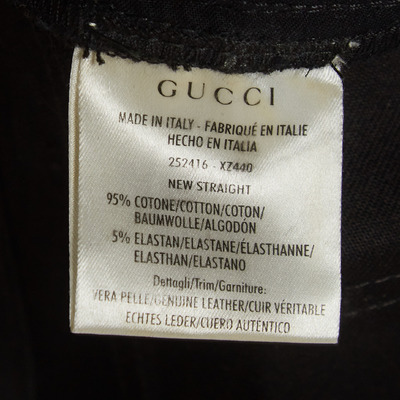 GUCCI
MADE IN ITALY - FABRIQUÉ EN ITALIE
HECHO EN ITALIA
252416 - XZ440
NEW STRAIGHT
95% COTONE/COTTON/COTON/
BAUMWOLLE/ALGODÓN
5% ELASTAN/ELASTANE/ÉLASTHANNE/
ELASTHAN/ELASTANO
Dettagli/Trim/Garniture:
VERA PELLE/GENUINE LEATHER/CUIR VÉRITABLE
ECHTES LEDER/CUERO AUTÉNTICO